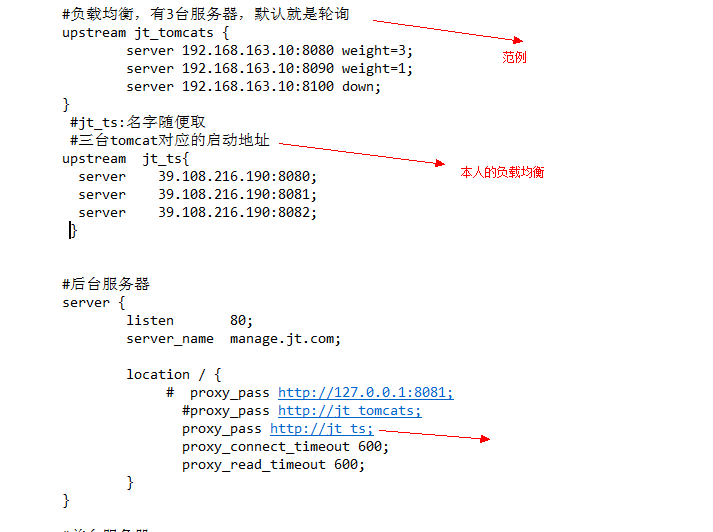 #负载均衡，有3台服务器，默认就是轮询
upstream jt_tomcats {
server 192.168.163.10:8080 weight=3;
范例
server 192.168.163.10:8090 weight=1;
server 192.168.163.10:8100 down;
}
#jt_ts:名字随便取
#三台tomcat对应的启动地址
upstream jt_ts{
本人的负载均衡
server 39.108.216.190:8080;
server 39.108.216.190:8081;
server 39.108.216.190:8082;
}
#后台服务器
server {
listen 80;
server_name manage.jt.com;
location / {
# proxy_pass http://127.0.0.1:8081;
#proxy_pass http://jt_tomcats;
proxy_pass http://jt_ts;
proxy_connect_timeout 600;
proxy_read_timeout 600;
}
}